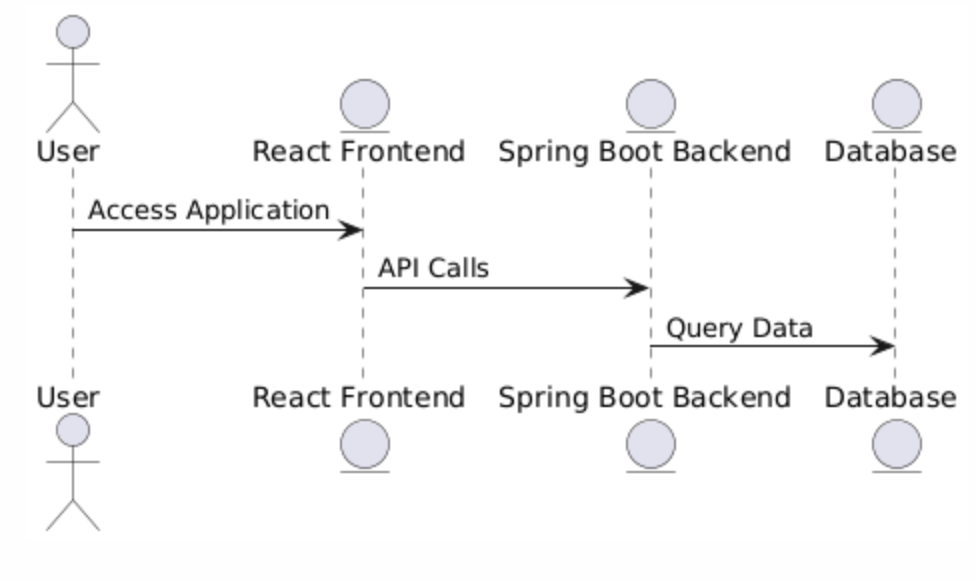 User
React Frontend
Spring Boot Backend
Database
Access Application
API Calls
Query Data
User
React Frontend
Spring Boot Backend
Database